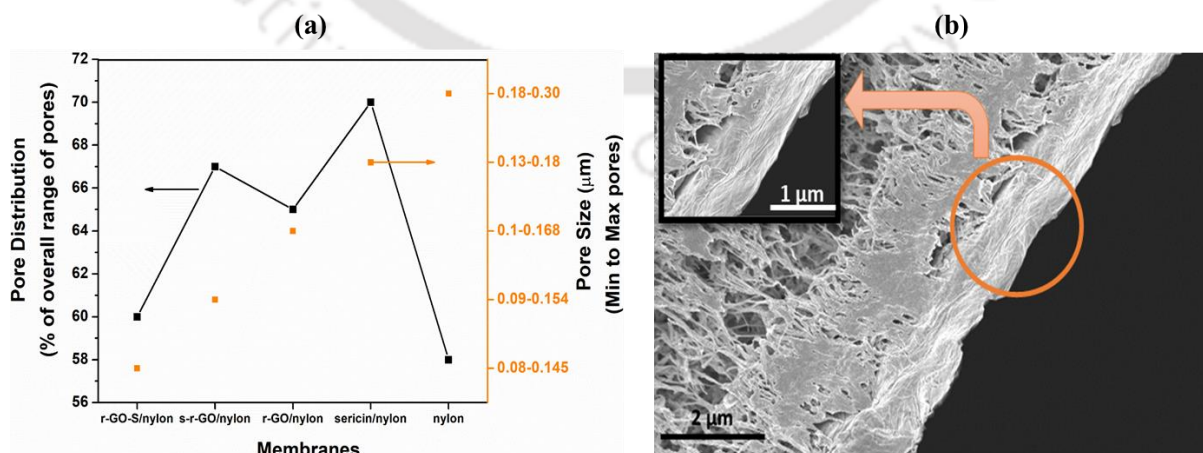 (a)
(b)
72
70
68
66
64
62
60
58
56
Pore Distribution
(% of overall range of pores)
0.18-0.30
0.13-0.18
0.1-0.168
0.09-0.154
0.08-0.145
Pore Size (μm)
(Min to Max pores)
r-GO-S/nylon s-r-GO/nylon r-GO/nylon sericin/nylon nylon
Membranes
1 μm
2 μm